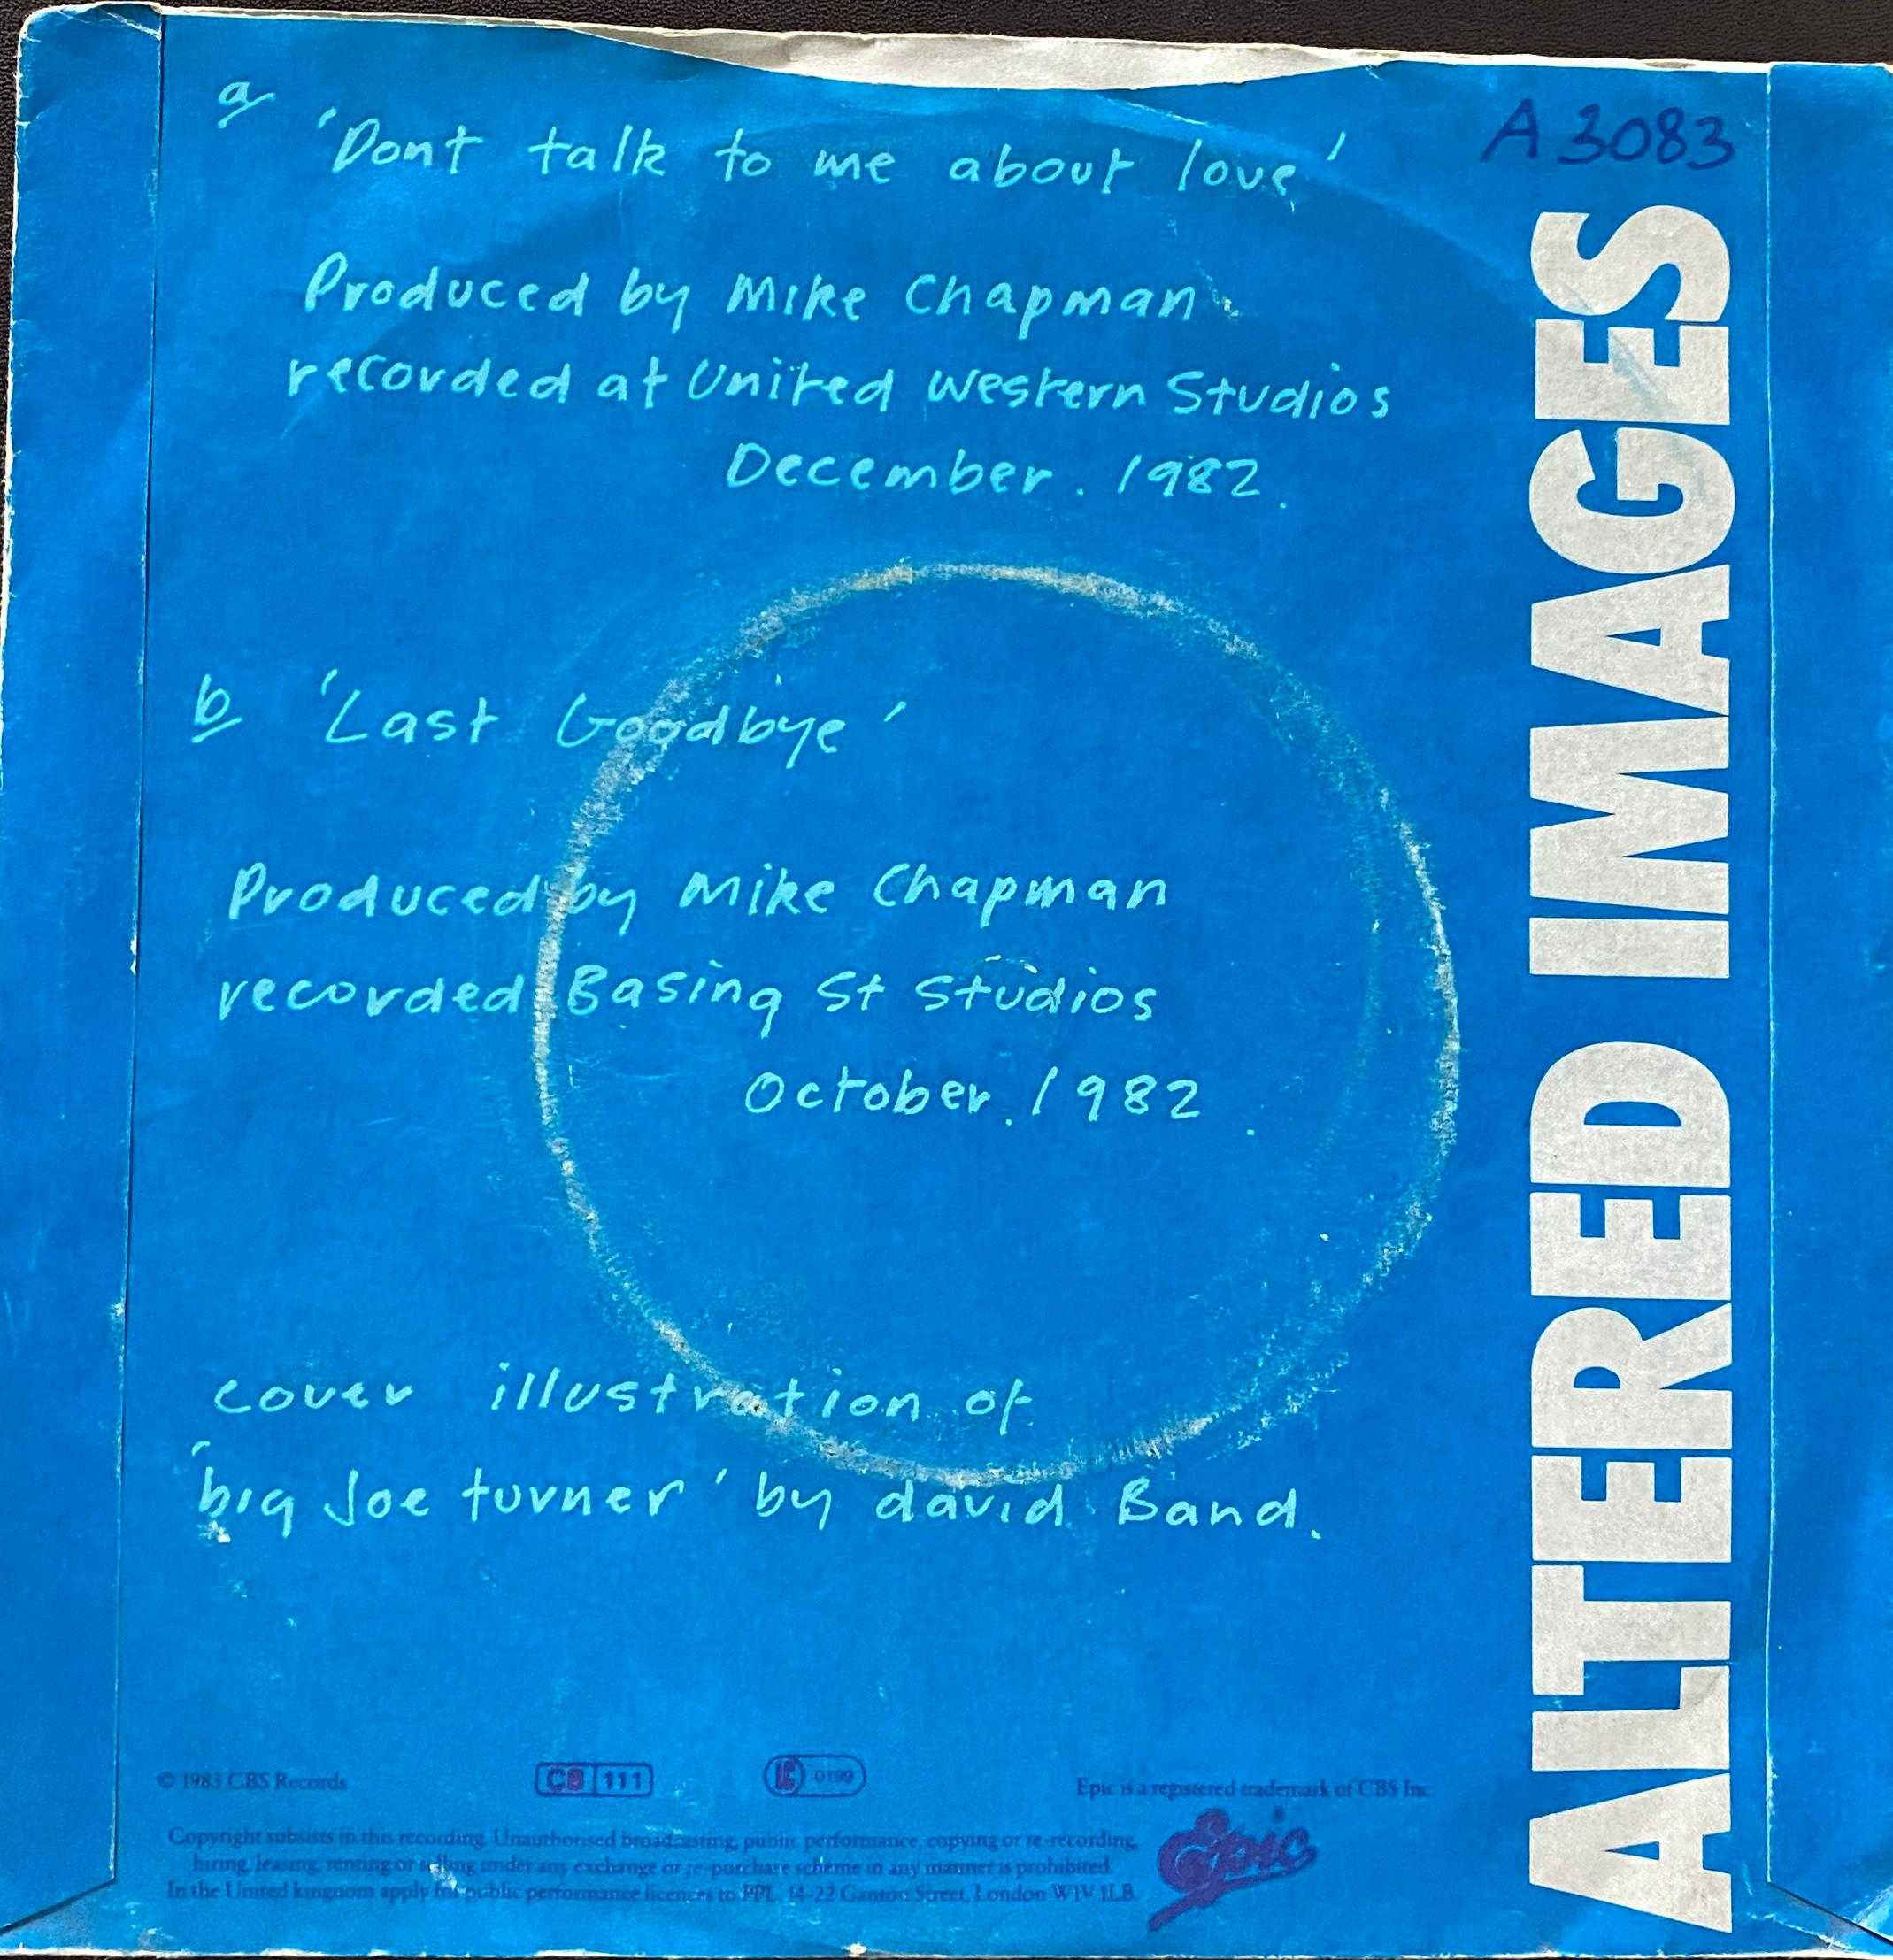 a 'Dont talk to me about love'
A 3083
Produced by Mike Chapman
recorded at United Western Studios
December. 1982.
b 'Last Goodbye'
Produced by Mike Chapman
recorded Basing St Studios
October. 1982.
cover illustration of
'big Joe turner' by david Band.
ALTERED IMAGES
© 1983 CBS Records
CB 111
LC 0199
Epic is a registered trademark of CBS Inc.
Copyright subsists in this recording. Unauthorised broadcasting, public performance, copying or re-recording,
hiring, leasing, renting or selling under any exchange or re-purchase scheme in any manner is prohibited.
In the United kingdom apply for public performance licences to PPL. 14-22 Ganton Street, London W1V 1LB.
Epic